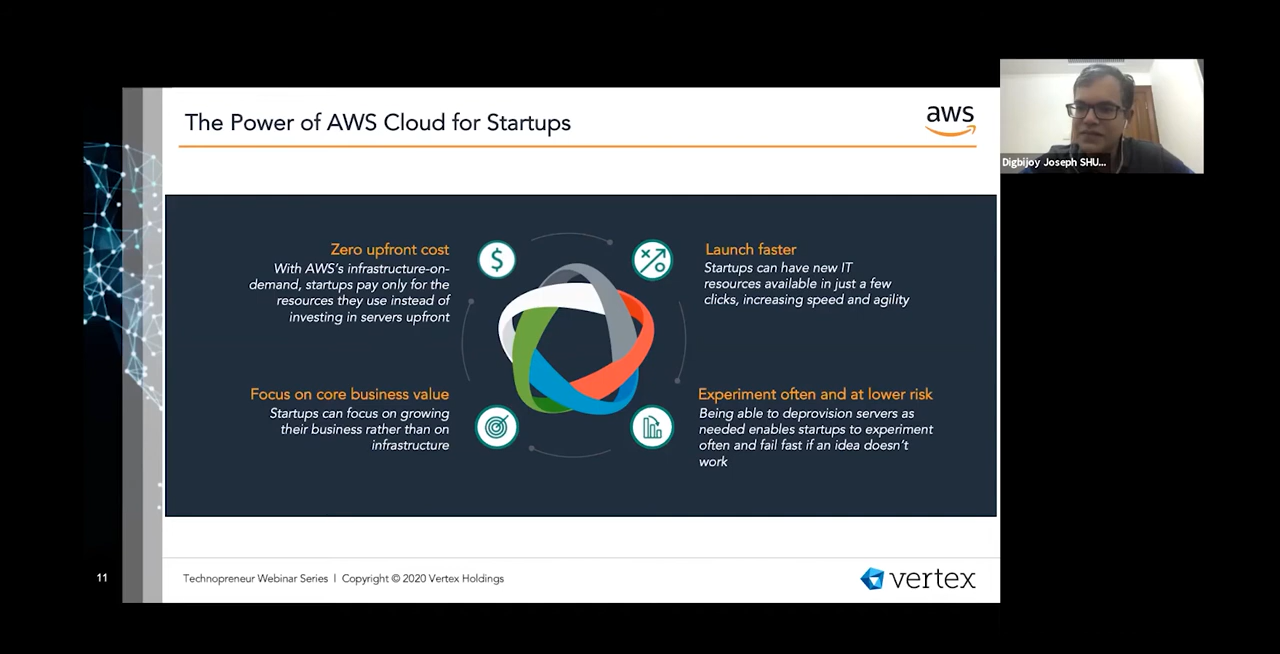 The Power of AWS Cloud for Startups
aws
Digbijoy Joseph SHU...
Zero upfront cost
With AWS's infrastructure-on-
demand, startups pay only for the
resources they use instead of
investing in servers upfront
Launch faster
Startups can have new IT
resources available in just a few
clicks, increasing speed and agility
Focus on core business value
Startups can focus on growing
their business rather than on
infrastructure
Experiment often and at lower risk
Being able to deprovision servers as
needed enables startups to experiment
often and fail fast if an idea doesn't
work
11
Technopreneur Webinar Series | Copyright © 2020 Vertex Holdings
vertex